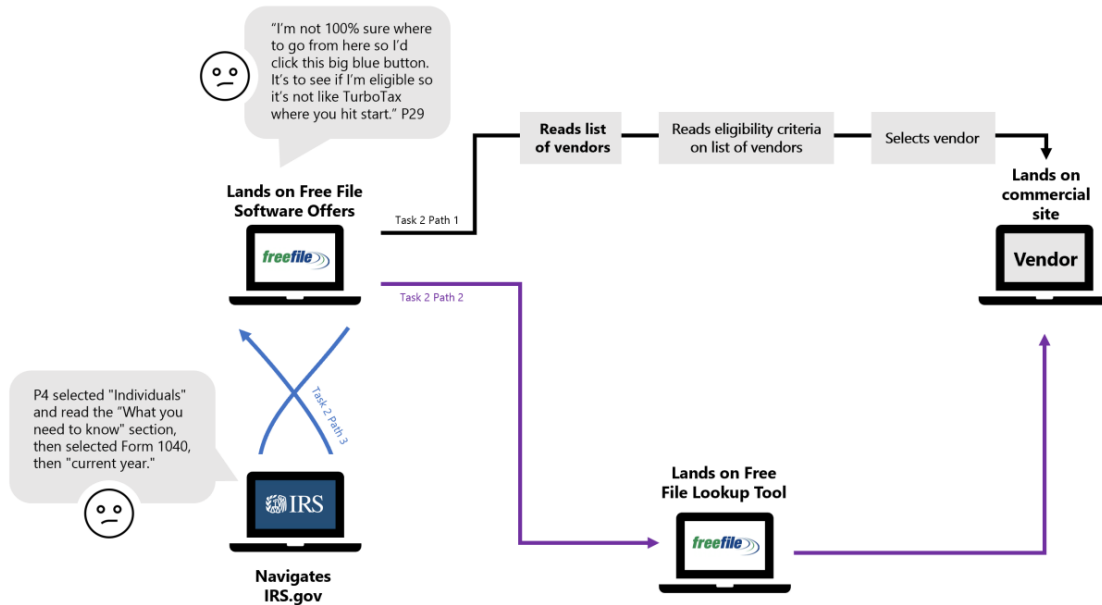 “I’m not 100% sure where
to go from here so I’d
click this big blue button.
It’s to see if I’m eligible so
it’s not like TurboTax
where you hit start.” P29
Reads list
of vendors
Reads eligibility criteria
on list of vendors
Selects vendor
Lands on Free File
Software Offers
Lands on
commercial
site
Task 2 Path 1
freefile
Vendor
Task 2 Path 2
Task 2 Path 3
P4 selected "Individuals"
and read the “What you
need to know" section,
then selected Form 1040,
then "current year."
IRS
Navigates
IRS.gov
Lands on Free
File Lookup Tool
freefile